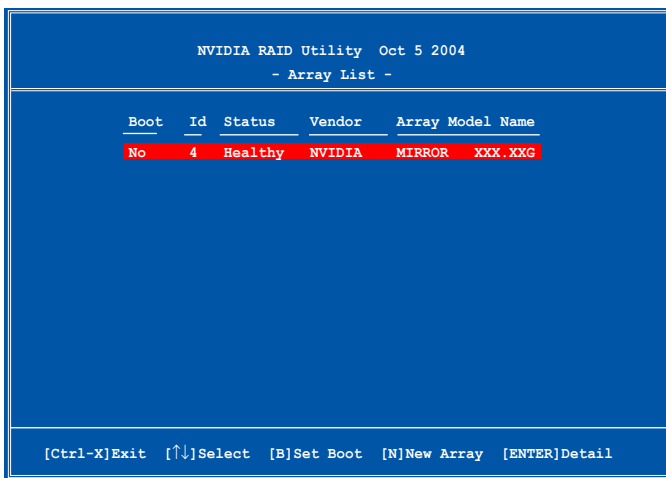 NVIDIA RAID Utility Oct 5 2004
- Array List -
Boot Id Status Vendor Array Model Name
No 4 Healthy NVIDIA MIRROR XXX.XXG
[Ctrl-X]Exit [↑↓]Select [B]Set Boot [N]New Array [ENTER]Detail